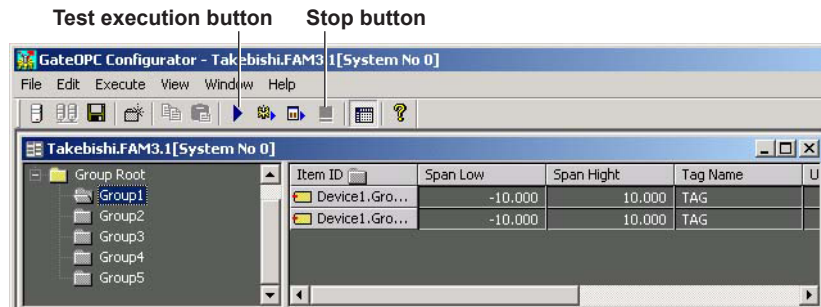 Test execution button Stop button
GateOPC Configurator - Takebishi.FAM3.1[System No 0]
File Edit Execute View Window Help
Takebishi.FAM3.1[System No 0]
Group Root
Group1
Group2
Group3
Group4
Group5
Item ID Span Low Span Hight Tag Name U
Device1.Gro... -10.000 10.000 TAG
Device1.Gro... -10.000 10.000 TAG